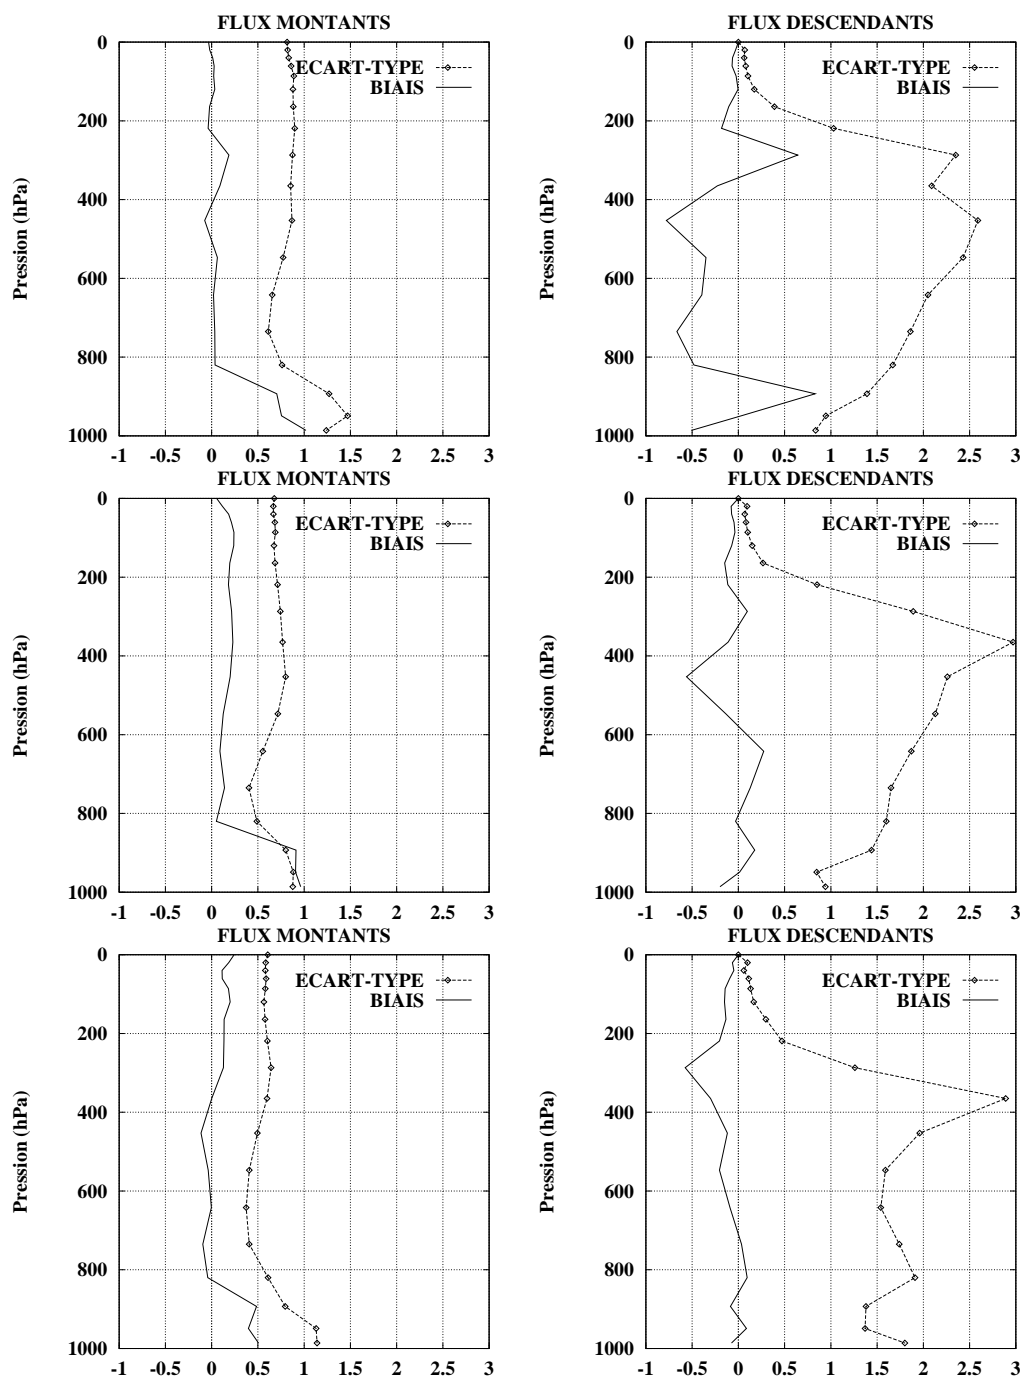 FLUX MONTANTS
0
200
400
600
800
1000
Pression (hPa)
ECART-TYPE
BIAIS
-1 -0.5 0 0.5 1 1.5 2 2.5 3
FLUX DESCENDANTS
0
200
400
600
800
1000
Pression (hPa)
ECART-TYPE
BIAIS
-1 -0.5 0 0.5 1 1.5 2 2.5 3
FLUX MONTANTS
0
200
400
600
800
1000
Pression (hPa)
ECART-TYPE
BIAIS
-1 -0.5 0 0.5 1 1.5 2 2.5 3
FLUX DESCENDANTS
0
200
400
600
800
1000
Pression (hPa)
ECART-TYPE
BIAIS
-1 -0.5 0 0.5 1 1.5 2 2.5 3
FLUX MONTANTS
0
200
400
600
800
1000
Pression (hPa)
ECART-TYPE
BIAIS
-1 -0.5 0 0.5 1 1.5 2 2.5 3
FLUX DESCENDANTS
0
200
400
600
800
1000
Pression (hPa)
ECART-TYPE
BIAIS
-1 -0.5 0 0.5 1 1.5 2 2.5 3